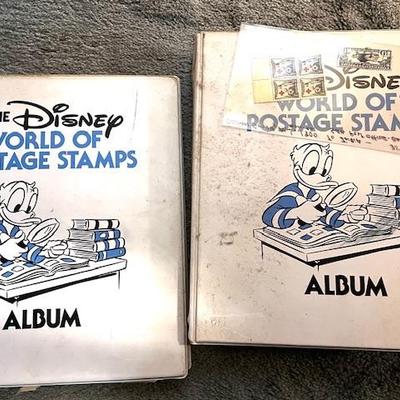 THE Disney
WORLD OF
POSTAGE STAMPS
ALBUM
Disney
WORLD OF
POSTAGE STAMPS
ALBUM